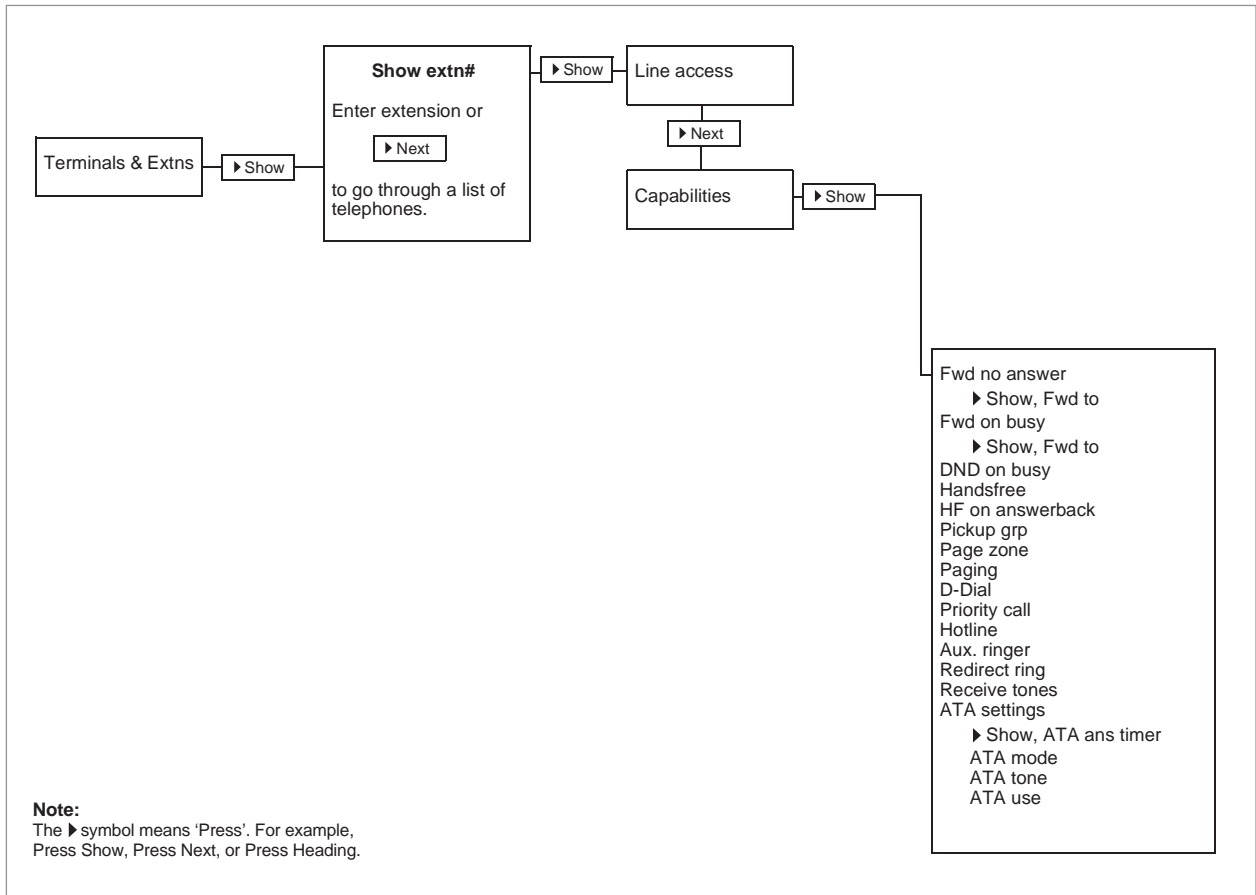 Terminals & Extns
▶ Show
Show extn#
Enter extension or
▶ Next
to go through a list of
telephones.
▶ Show
Line access
▶ Next
Capabilities
▶ Show
Fwd no answer
▶ Show, Fwd to
Fwd on busy
▶ Show, Fwd to
DND on busy
Handsfree
HF on answerback
Pickup grp
Page zone
Paging
D-Dial
Priority call
Hotline
Aux. ringer
Redirect ring
Receive tones
ATA settings
▶ Show, ATA ans timer
ATA mode
ATA tone
ATA use
Note:
The ▶ symbol means ‘Press’. For example,
Press Show, Press Next, or Press Heading.